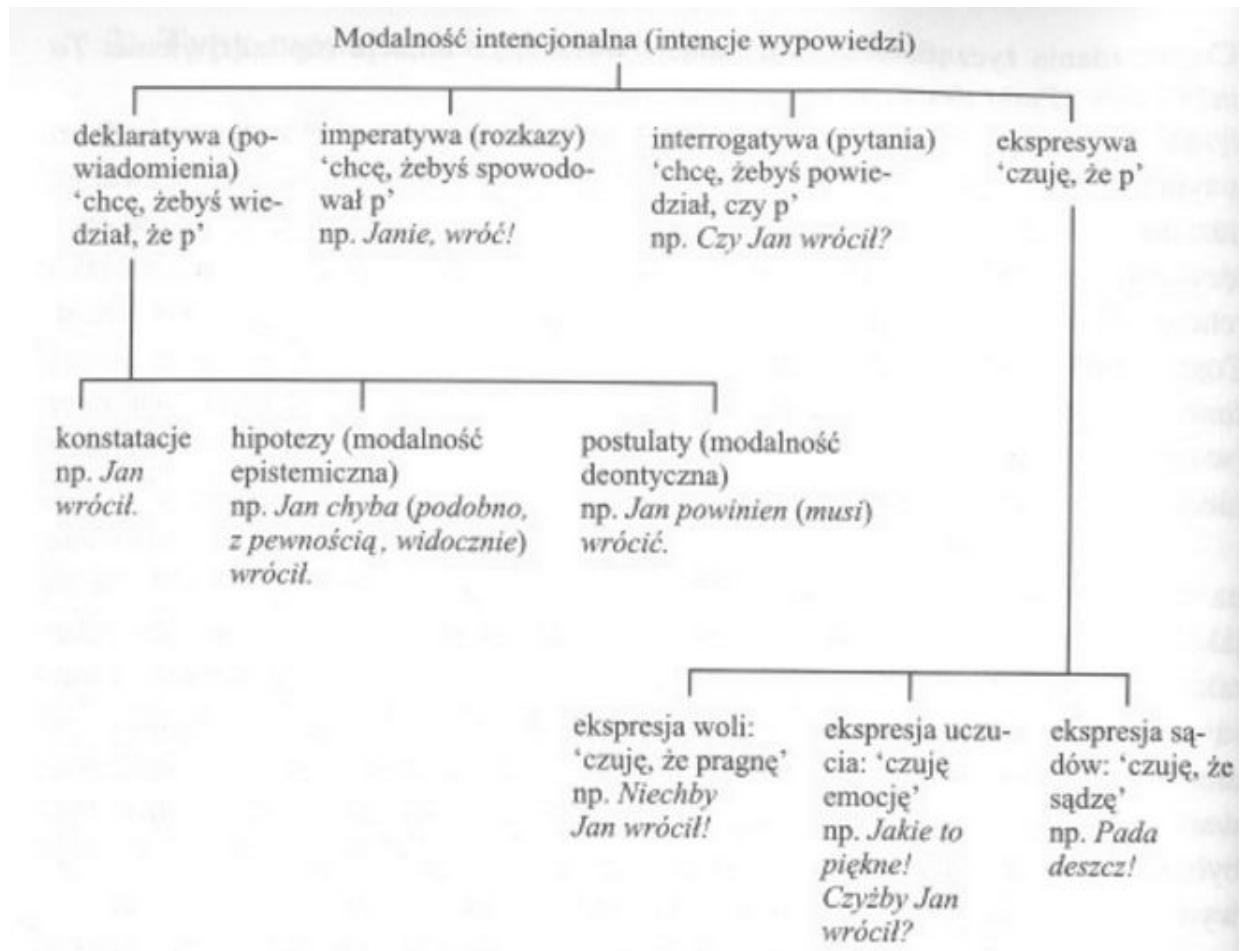 Modalność intencjonalna (intencje wypowiedzi)
deklaratywa (po-
wiadomienia)
‘chcę, żebyś wie-
dział, że p’
imperatywa (rozkazy)
‘chcę, żebyś spowodo-
wał p’
np. Janie, wróć!
interrogatywa (pytania)
‘chcę, żebyś powie-
dział, czy p’
np. Czy Jan wrócił?
ekspresywa
‘czuję, że p’
konstatacje
np. Jan
wrócił.
hipotezy (modalność
epistemiczna)
np. Jan chyba (podobno,
z pewnością, widocznie)
wrócił.
postulaty (modalność
deontyczna)
np. Jan powinien (musi)
wrócić.
ekspresja woli:
‘czuję, że pragnę’
np. Niechby
Jan wrócił!
ekspresja uczu-
cia: ‘czuję
emocję’
np. Jakie to
piękne!
Czyżby Jan
wrócił?
ekspresja są-
dów: ‘czuję, że
sądzę’
np. Pada
deszcz!